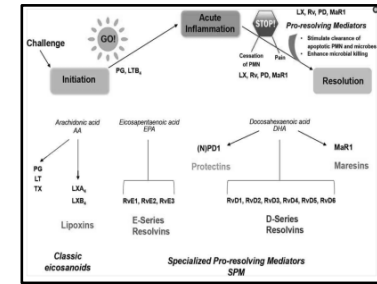 LX, Rv, PD, MaR1
Acute
Inflammation
STOP!
GO!
Pro-resolving Mediators
• Stimulate clearance of
apoptotic PMN and microbes
• Enhance microbial killing
Challenge
Cessation
of PMN
Pain
PG, LTB4
LX, Rv, PD, MaR1
Initiation
Resolution
Arachidonic acid
AA
Eicosapentaenoic acid
EPA
Docosahexaenoic acid
DHA
(N)PD1
MaR1
Protectins
Maresins
PG
LT
TX
LXA4
LXB4
RvE1, RvE2, RvE3
RvD1, RvD2, RvD3, RvD4, RvD5, RvD6
Lipoxins
E-Series
Resolvins
D-Series
Resolvins
Classic
eicosanoids
Specialized Pro-resolving Mediators
SPM